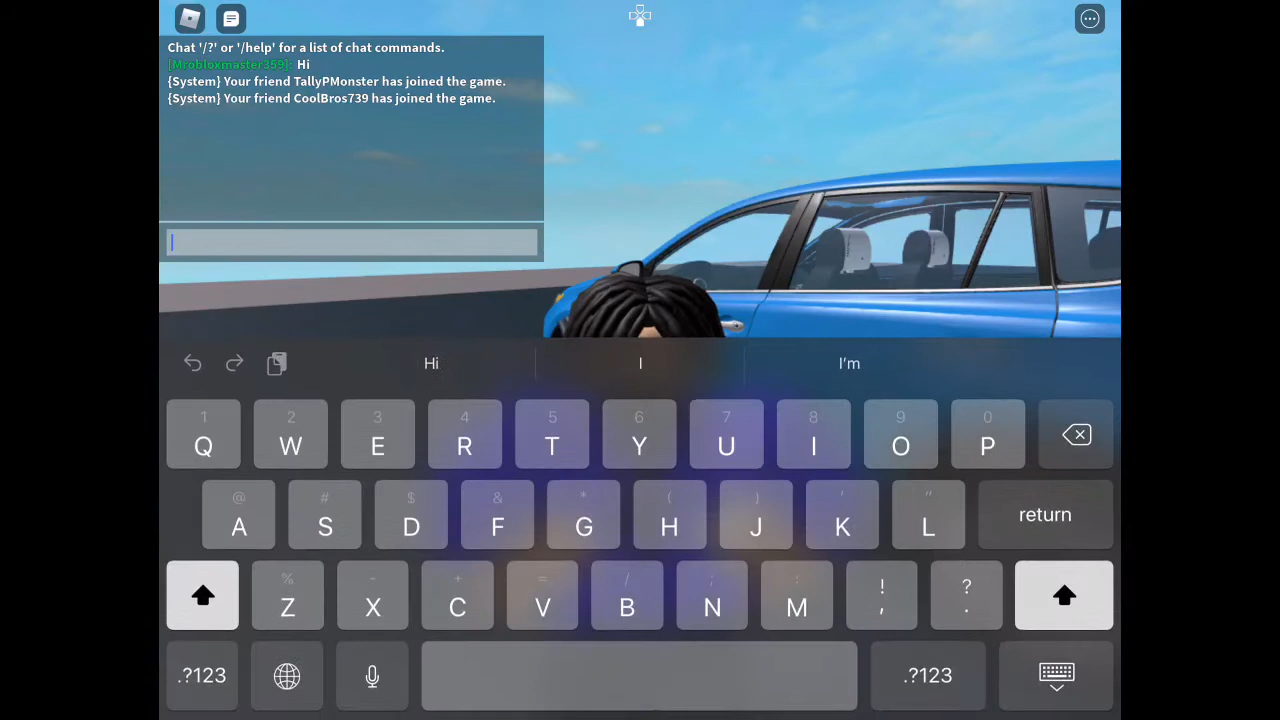 Chat '/?' or '/help' for a list of chat commands.
[Mrobloxmaster359]: Hi
{System} Your friend TallyPMonster has joined the game.
{System} Your friend CoolBros739 has joined the game.
Hi I I'm
1 2 3 4 5 6 7 8 9 0
Q W E R T Y U I O P
@ # $ & * ( ) ' "
A S D F G H J K L return
% - + = / ; : ! ?
Z X C V B N M , .
.?123 .?123